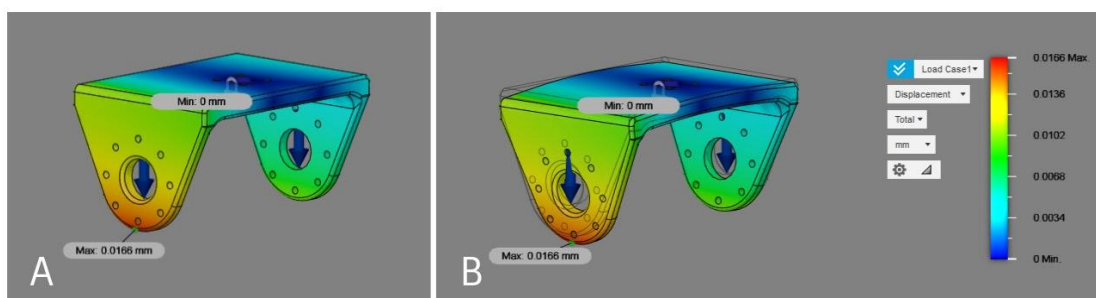 Min: 0 mm
Max: 0.0166 mm
A
Min: 0 mm
Max: 0.0166 mm
B
Load Case1
Displacement
Total
mm
0.0166 Max.
0.0136
0.0102
0.0068
0.0034
0 Min.